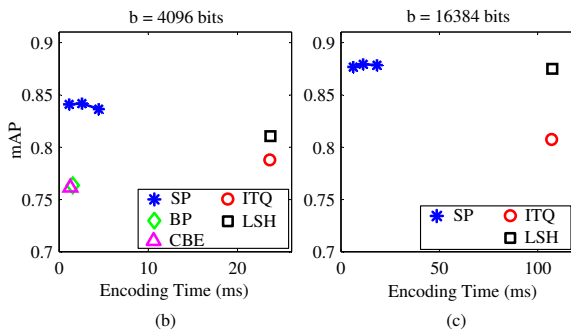 b = 4096 bits
b = 16384 bits
0.9
0.85
0.8
0.75
0.7
mAP
SP
ITQ
BP
LSH
CBE
0
10
20
Encoding Time (ms)
(b)
0.9
0.85
0.8
0.75
0.7
SP
ITQ
LSH
0
50
100
Encoding Time (ms)
(c)